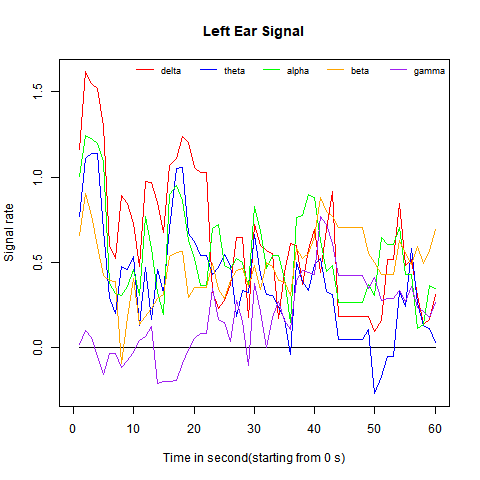 Left Ear Signal
delta theta alpha beta gamma
Signal rate
0.0 0.5 1.0 1.5
0 10 20 30 40 50 60
Time in second(starting from 0 s)